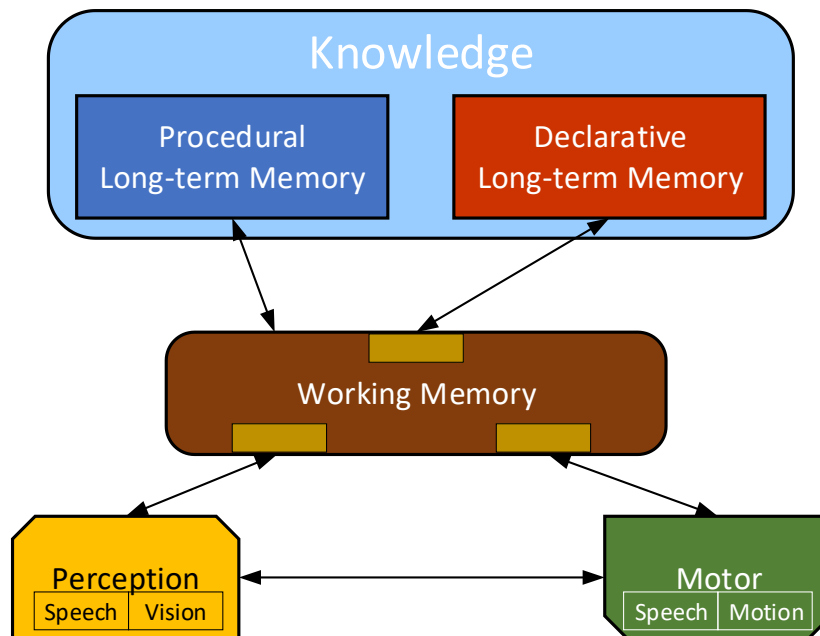 Knowledge
Procedural
Long-term Memory
Declarative
Long-term Memory
Working Memory
Perception
Speech
Vision
Motor
Speech
Motion